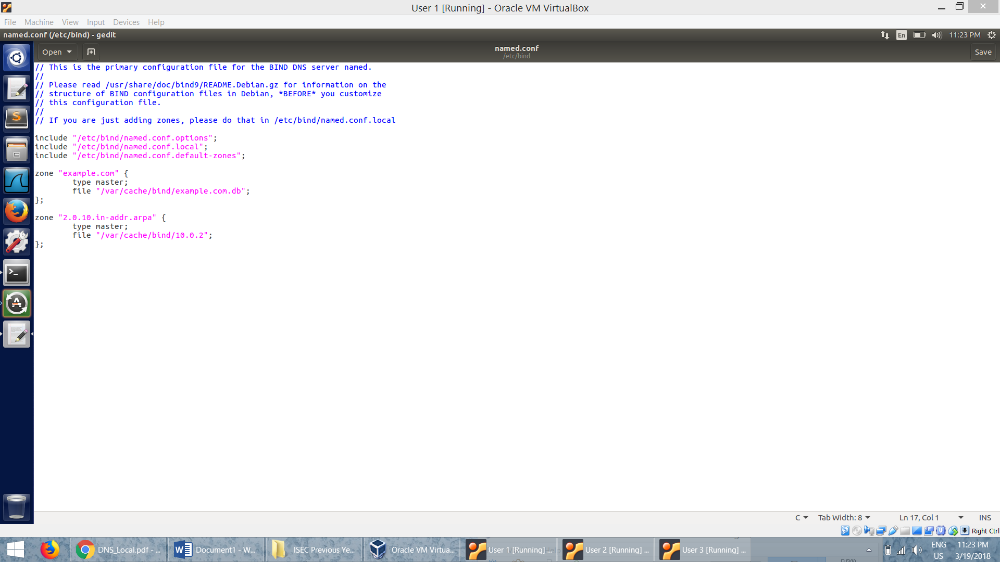 User 1 [Running] - Oracle VM VirtualBox
File Machine View Input Devices Help
named.conf (/etc/bind) - gedit
En 11:23 PM
Open
named.conf
/etc/bind
Save
// This is the primary configuration file for the BIND DNS server named.
//
// Please read /usr/share/doc/bind9/README.Debian.gz for information on the
// structure of BIND configuration files in Debian, *BEFORE* you customize
// this configuration file.
//
// If you are just adding zones, please do that in /etc/bind/named.conf.local
include "/etc/bind/named.conf.options";
include "/etc/bind/named.conf.local";
include "/etc/bind/named.conf.default-zones";
zone "example.com" {
type master;
file "/var/cache/bind/example.com.db";
};
zone "2.0.10.in-addr.arpa" {
type master;
file "/var/cache/bind/10.0.2";
};
C Tab Width: 8 Ln 17, Col 1 INS
Right Ctrl
DNS_Local.pdf - ... Document1 - W... ISEC Previous Ye... Oracle VM Virtua... User 1 [Running] ... User 2 [Running] ... User 3 [Running] ...
ENG
US
11:23 PM
3/19/2018